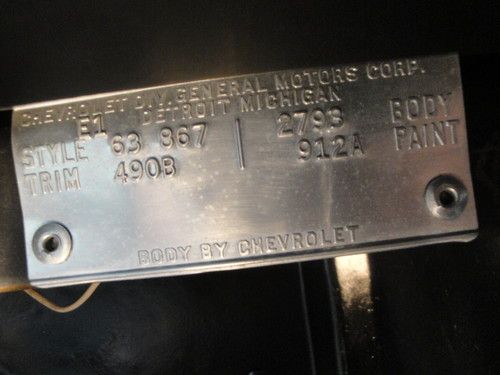 CHEVROLET DIV. GENERAL MOTORS CORP.
DETROIT MICHIGAN
E1
STYLE 63 867 | 2793 BODY
TRIM 490B 912A PAINT
BODY BY CHEVROLET